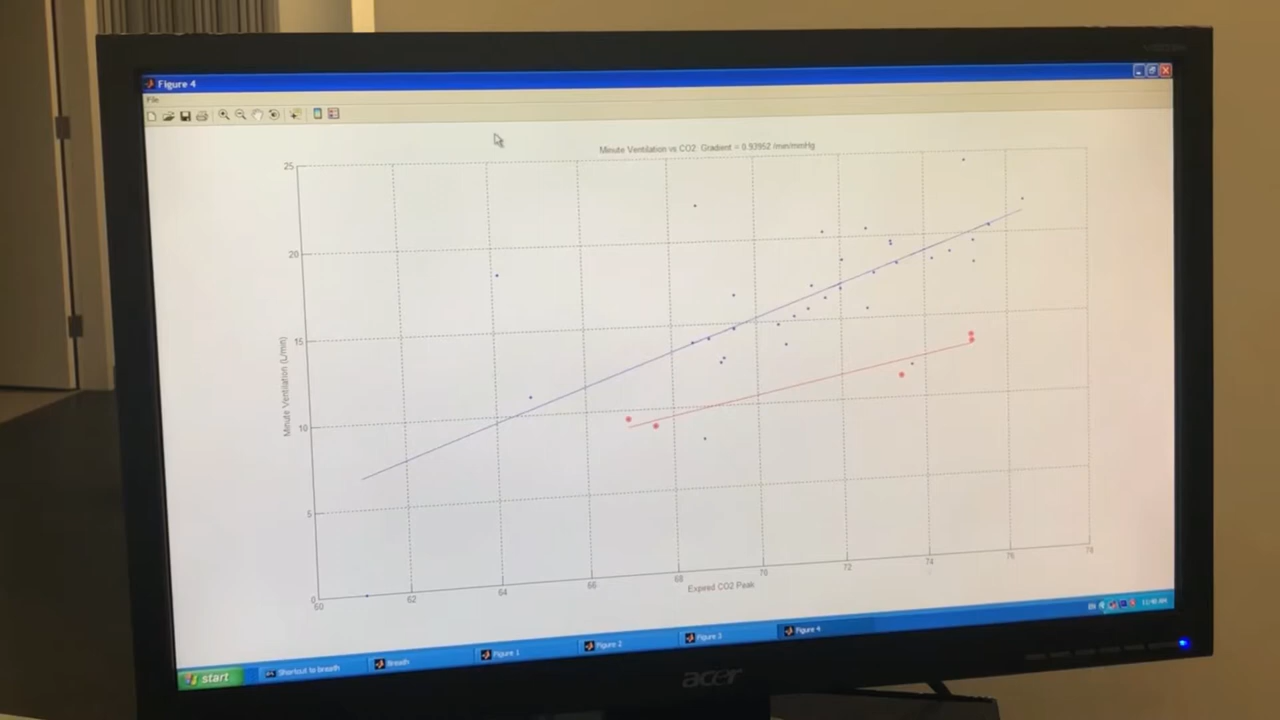 Figure 4
File
Minute Ventilation vs CO2 Gradient = 0.93952 l/min/mmHg
25
20
15
10
5
0
Minute Ventilation (L/min)
60 62 64 66 68 70 72 74 76 78
Expired CO2 Peak
start
Shortcut to breath
Breath
Figure 1
Figure 2
Figure 3
Figure 4
EN
acer